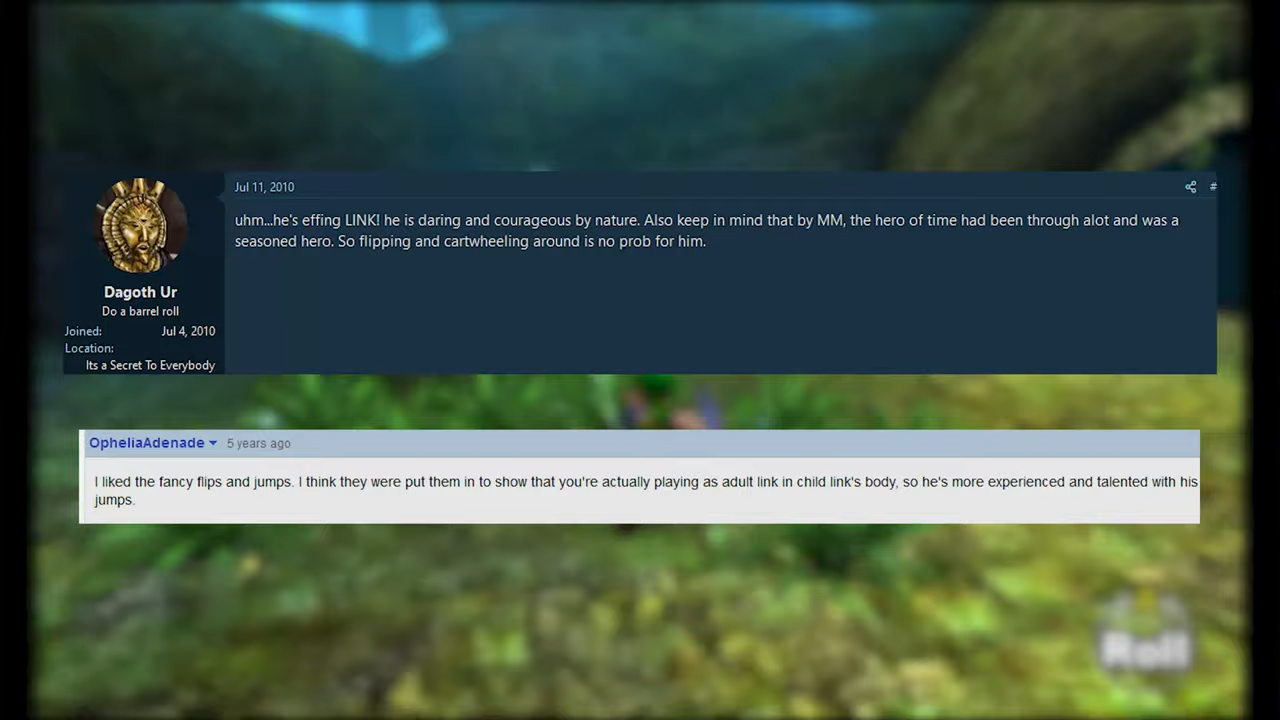 Jul 11, 2010
#
uhm...he's effing LINK! he is daring and courageous by nature. Also keep in mind that by MM, the hero of time had been through alot and was a
seasoned hero. So flipping and cartwheeling around is no prob for him.
Dagoth Ur
Do a barrel roll
Joined: Jul 4, 2010
Location:
Its a Secret To Everybody
OpheliaAdenade 5 years ago
I liked the fancy flips and jumps. I think they were put them in to show that you're actually playing as adult link in child link's body, so he's more experienced and talented with his
jumps.
Roll